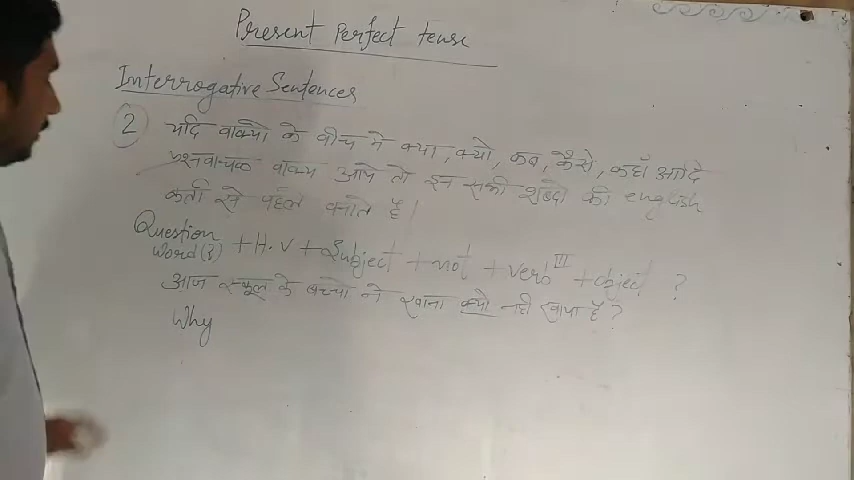 Present Perfect tense
Interrogative Sentences
2 यदि वाक्यो के बीच मे क्या, क्यो, कब, कैसे, कहाँ आदि
प्रश्नवाचक वाक्य आये तो इन सभी शब्दो की english
कर्ता से पहले बनाते है।
Question word(?) + H.V + Subject + not + verb III + object ?
आज स्कूल के बच्चो ने खाना क्यो नही खाया है?
Why